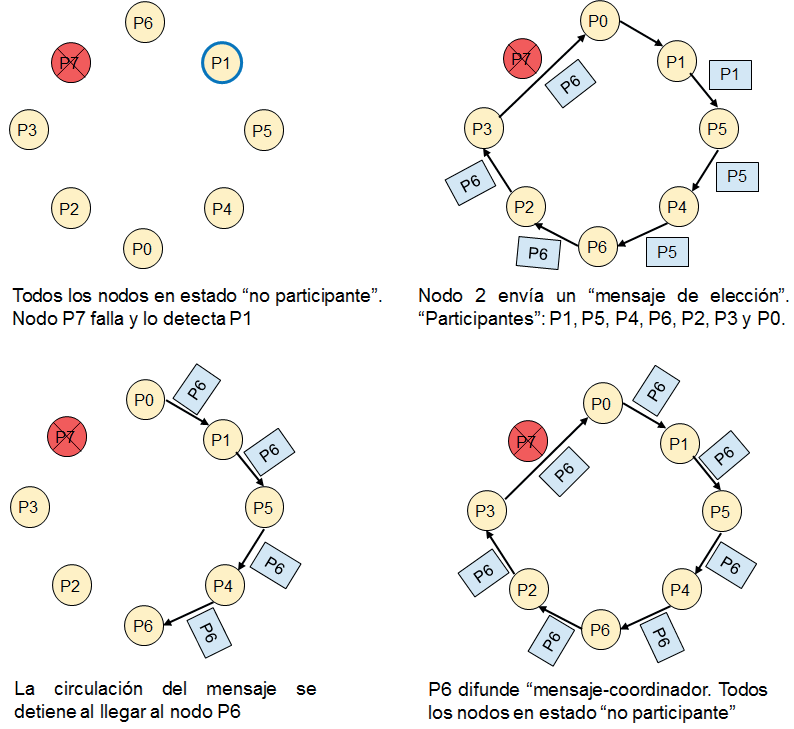 P6
P7
P1
P3
P5
P2
P4
P0
Todos los nodos en estado “no participante”.
Nodo P7 falla y lo detecta P1
P0
P7
P1
P1
P6
P3
P5
P6
P5
P2
P4
P6
P6
P5
Nodo 2 envía un “mensaje de elección”.
“Participantes”: P1, P5, P4, P6, P2, P3 y P0.
P6
P0
P7
P1
P6
P3
P5
P6
P2
P4
P6
P6
La circulación del mensaje se
detiene al llegar al nodo P6
P6
P0
P7
P1
P6
P6
P3
P5
P6
P6
P2
P4
P6
P6
P6
P6 difunde “mensaje-coordinador. Todos
los nodos en estado “no participante”